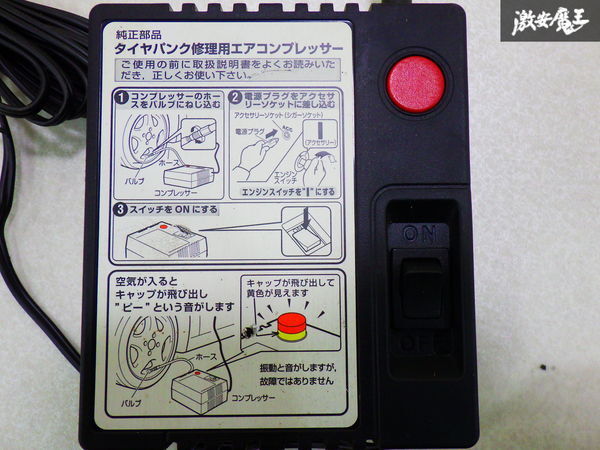 激安魔王
純正部品
タイヤパンク修理用エアコンプレッサー
ご使用の前に取扱説明書をよくお読みいた
だき,正しくお使い下さい。
1 コンプレッサーのホー
スをバルブにねじ込む
ホース
バルブ
コンプレッサー
2 電源プラグをアクセサ
リーソケットに差し込む
アクセサリーソケット(シガーソケット)
電源プラグ
ACC
(アクセサリー)
エンジン
スイッチ
エンジンスイッチを"Ⅰ"にする
3 スイッチをONにする
空気が入ると
キャップが飛び出し
"ピー"という音がします
ホース
バルブ
コンプレッサー
キャップが飛び出して
黄色が見えます
振動と音がしますが,
故障ではありません
ON
OFF